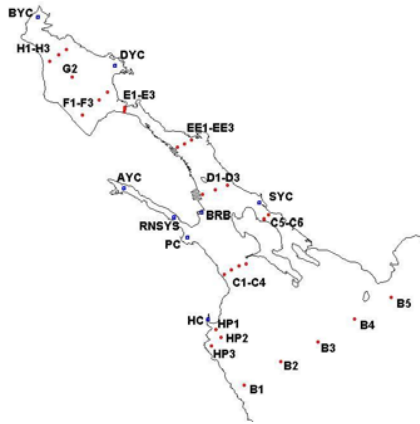 BYC
H1-H3
DYC
G2
F1-F3
E1-E3
EE1-EE3
AYC
D1-D3
SYC
RNSYS
BRB
C5-C6
PC
C1-C4
B5
HC
HP1
B4
HP2
B3
HP3
B2
B1